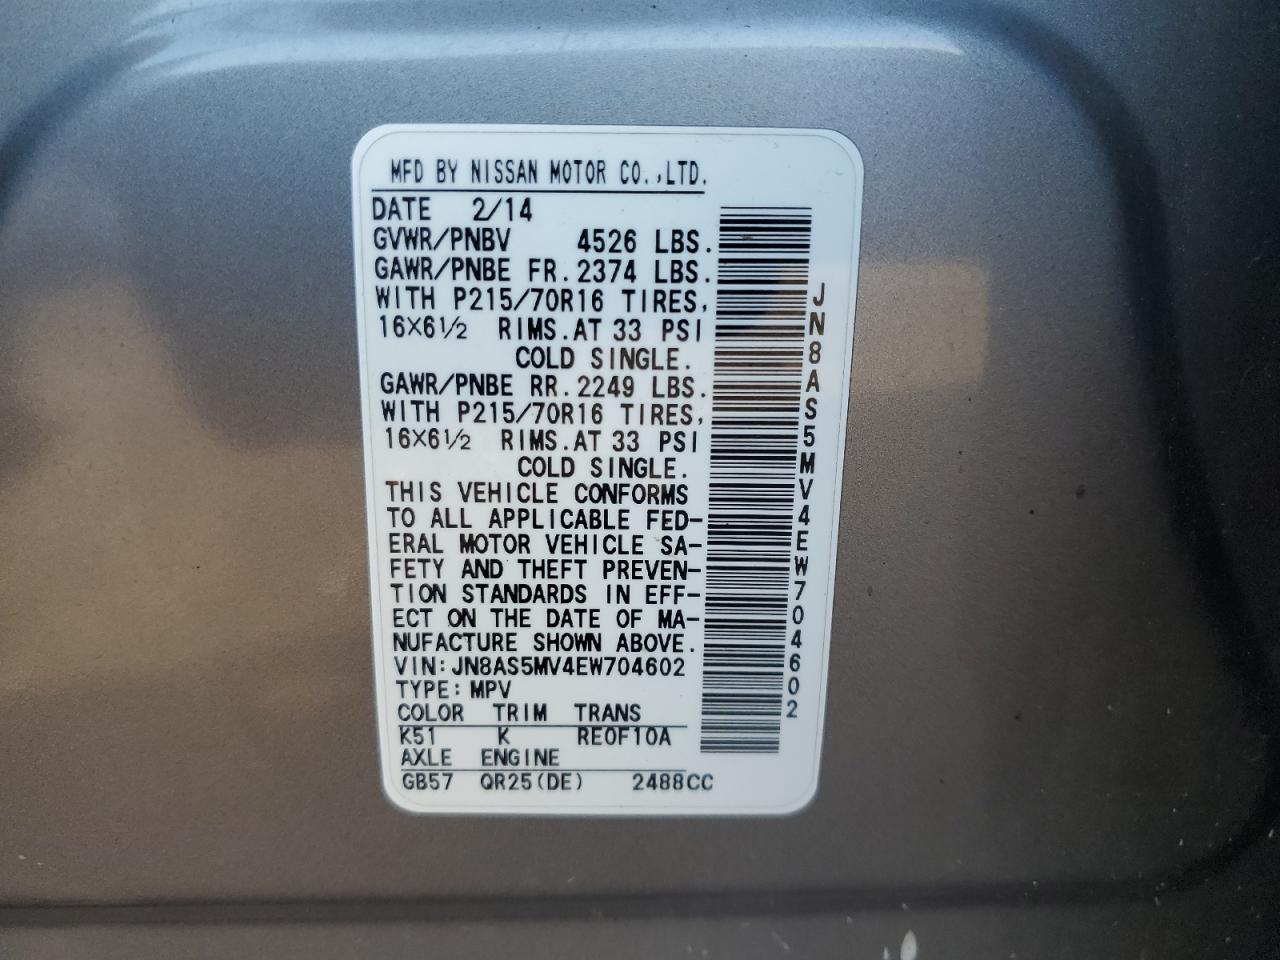 MFD BY NISSAN MOTOR CO.,LTD.
DATE 2/14
GVWR/PNBV 4526 LBS.
GAWR/PNBE FR.2374 LBS.
WITH P215/70R16 TIRES,
16×6½ RIMS.AT 33 PSI
COLD SINGLE.
GAWR/PNBE RR.2249 LBS.
WITH P215/70R16 TIRES,
16×6½ RIMS.AT 33 PSI
COLD SINGLE.
THIS VEHICLE CONFORMS
TO ALL APPLICABLE FED-
ERAL MOTOR VEHICLE SA-
FETY AND THEFT PREVEN-
TION STANDARDS IN EFF-
ECT ON THE DATE OF MA-
NUFACTURE SHOWN ABOVE.
VIN:JN8AS5MV4EW704602
TYPE:MPV
COLOR TRIM TRANS
K51 K RE0F10A
AXLE ENGINE
GB57 QR25(DE) 2488CC
JN8AS5MV4EW704602